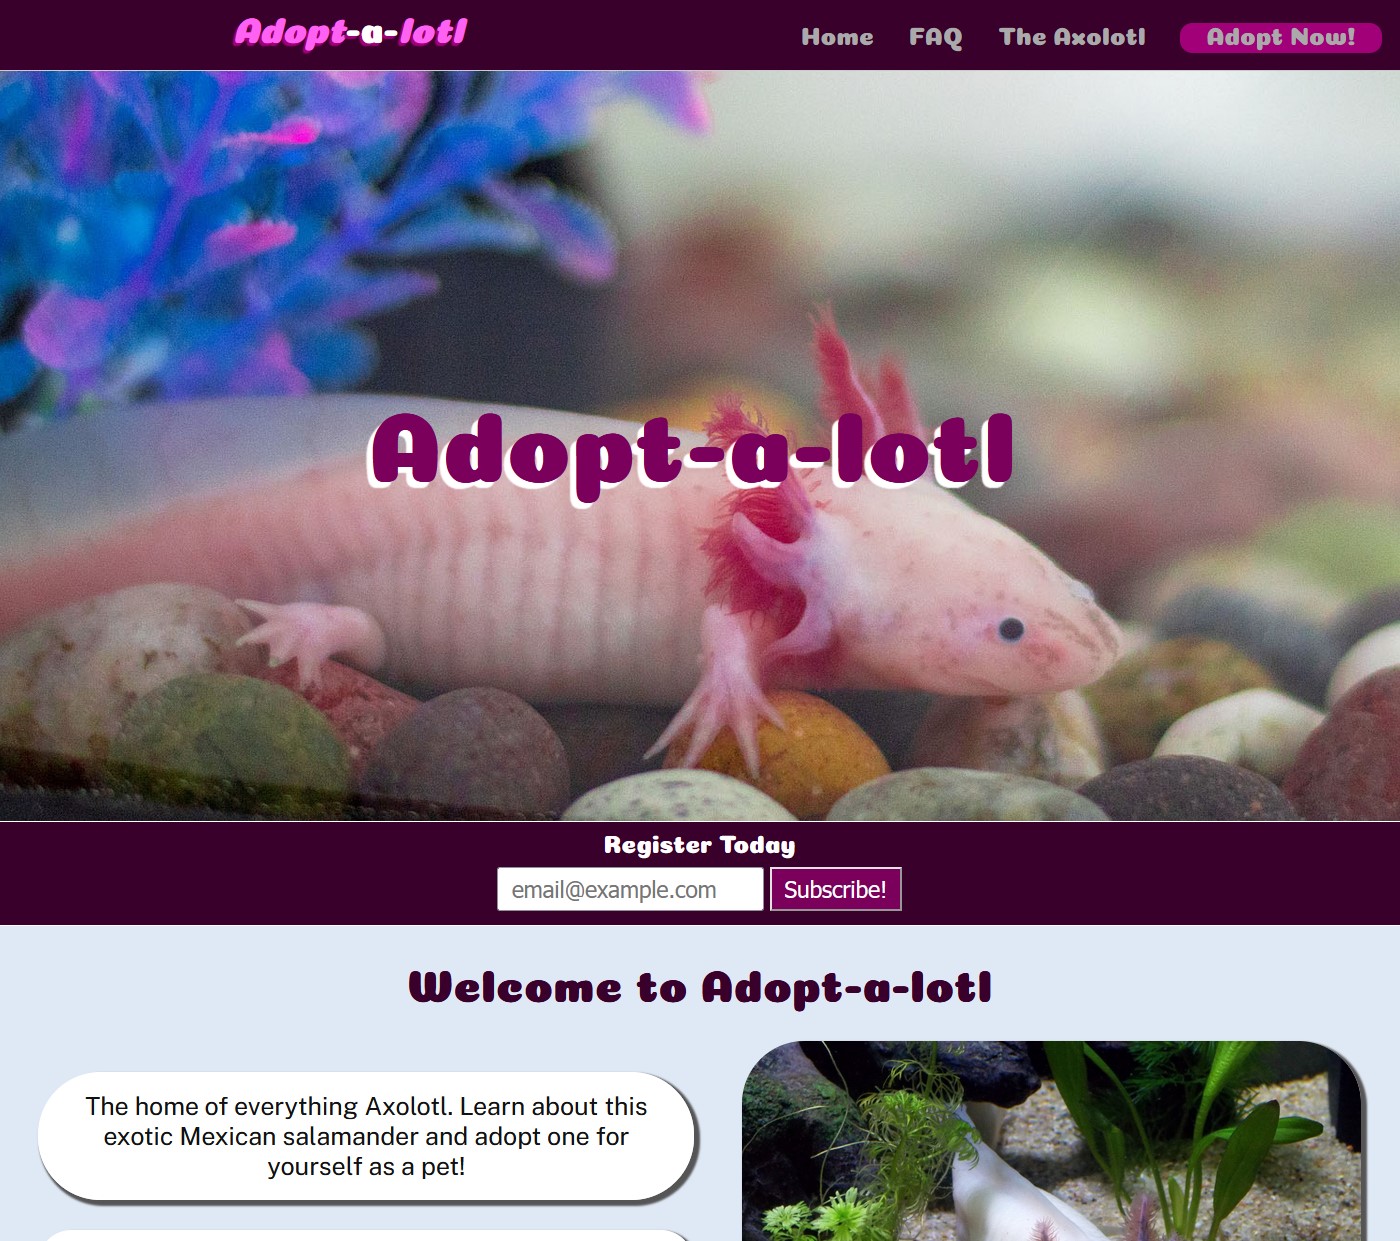 Adopt-a-lotl
Home FAQ The Axolotl Adopt Now!
Adopt-a-lotl
Register Today
email@example.com Subscribe!
Welcome to Adopt-a-lotl
The home of everything Axolotl. Learn about this
exotic Mexican salamander and adopt one for
yourself as a pet!